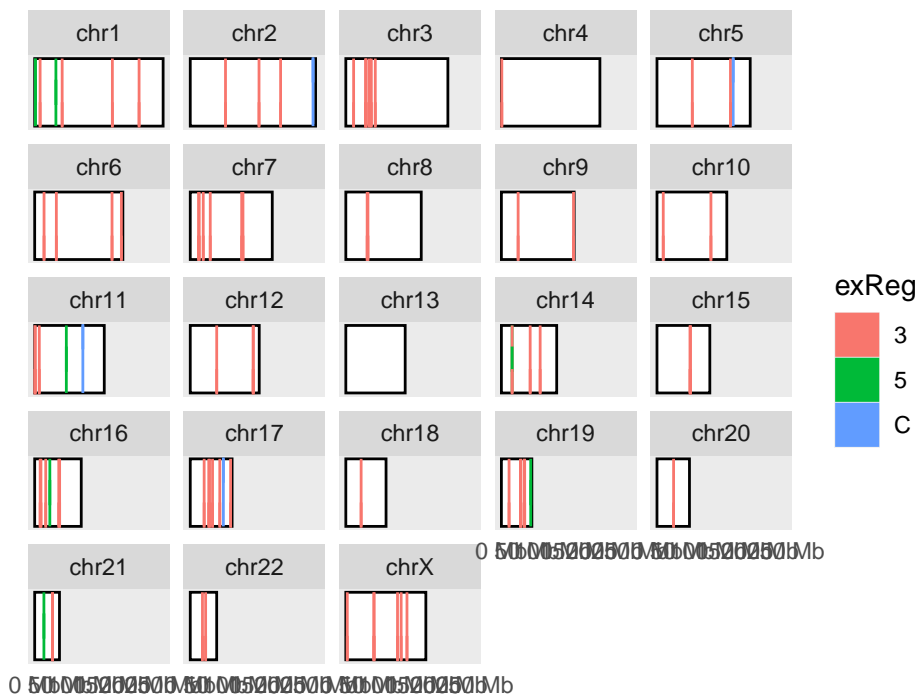 chr1 chr2 chr3 chr4 chr5
chr6 chr7 chr8 chr9 chr10
exReg
3
5
C
chr11 chr12 chr13 chr14 chr15
chr16 chr17 chr18 chr19 chr20
chr21 chr22 chrX